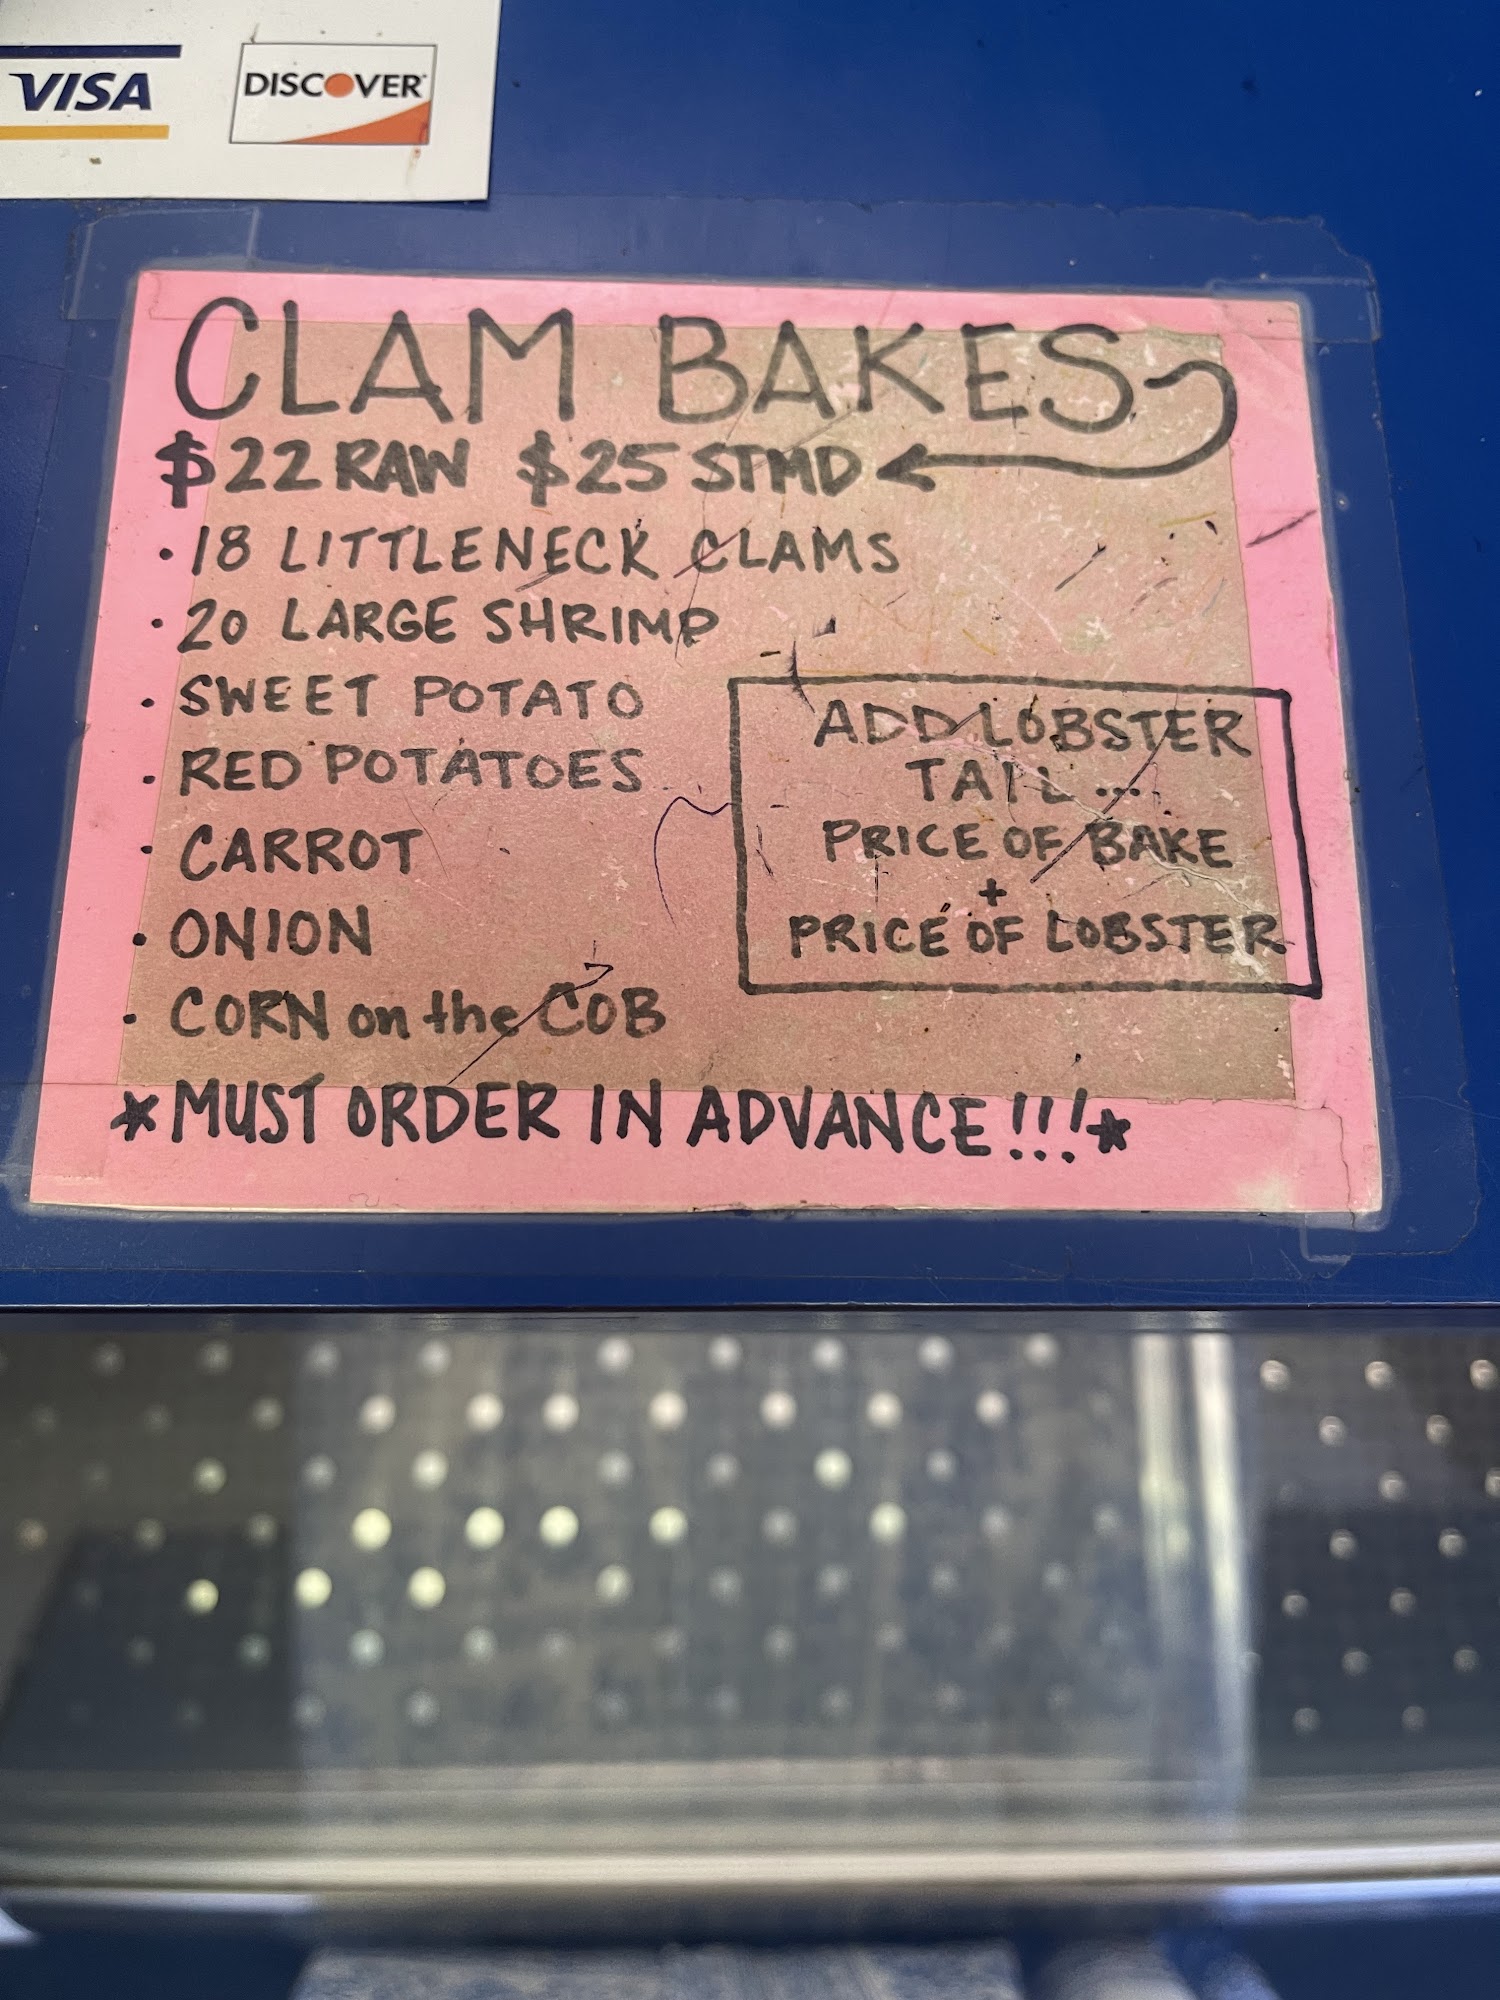 VISA
DISCOVER
CLAM BAKES
$22 RAW $25 STMD
· 18 LITTLENECK CLAMS
· 20 LARGE SHRIMP
· SWEET POTATO
· RED POTATOES
· CARROT
· ONION
· CORN on the COB
ADD LOBSTER
TAIL ...
PRICE OF BAKE
+
PRICE OF LOBSTER
*MUST ORDER IN ADVANCE!!!*